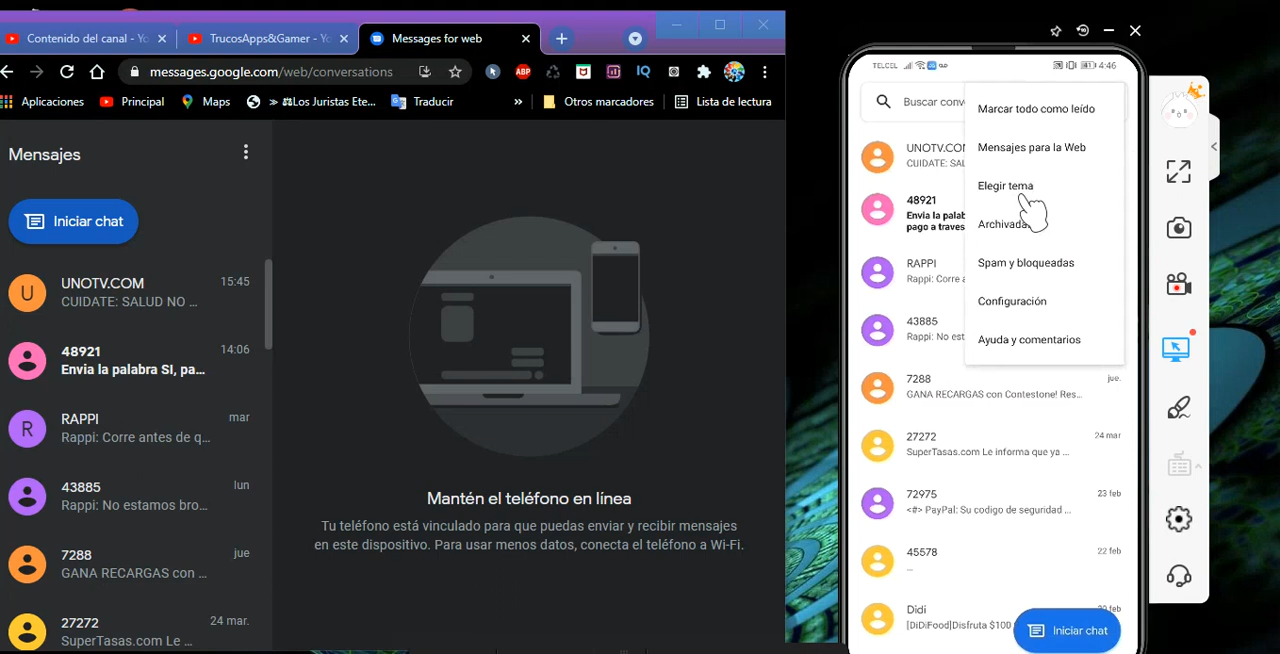 Contenido del canal - Yo
TrucosApps&Gamer - Yo
Messages for web
messages.google.com/web/conversations
ABP
IQ
Aplicaciones
Principal
Maps
» ⚖Los Juristas Ete...
Traducir
»
Otros marcadores
Lista de lectura
Mensajes
Iniciar chat
U
UNOTV.COM
15:45
CUIDATE: SALUD NO ...
48921
14:06
Envia la palabra SI, pa...
R
RAPPI
mar
Rappi: Corre antes de q...
43885
lun
Rappi: No estamos bro...
7288
jue
GANA RECARGAS con ...
27272
24 mar.
SuperTasas.com Le ...
Mantén el teléfono en línea
Tu teléfono está vinculado para que puedas enviar y recibir mensajes
en este dispositivo. Para usar menos datos, conecta el teléfono a Wi-Fi.
TELCEL
4:46
Buscar conv
Marcar todo como leído
Mensajes para la Web
Elegir tema
Archivada
Spam y bloqueadas
Configuración
Ayuda y comentarios
UNOTV.CO
CUIDATE: SAL
48921
Envia la palab
pago a traves
RAPPI
Rappi: Corre a
43885
Rappi: No est
7288
jue.
GANA RECARGAS con Contestone! Res...
27272
24 mar
SuperTasas.com Le informa que ya ...
72975
23 feb
<#> PayPal: Su codigo de seguridad ...
45578
22 feb
...
Didi
20 feb
[DiDiFood]Disfruta $100
Iniciar chat